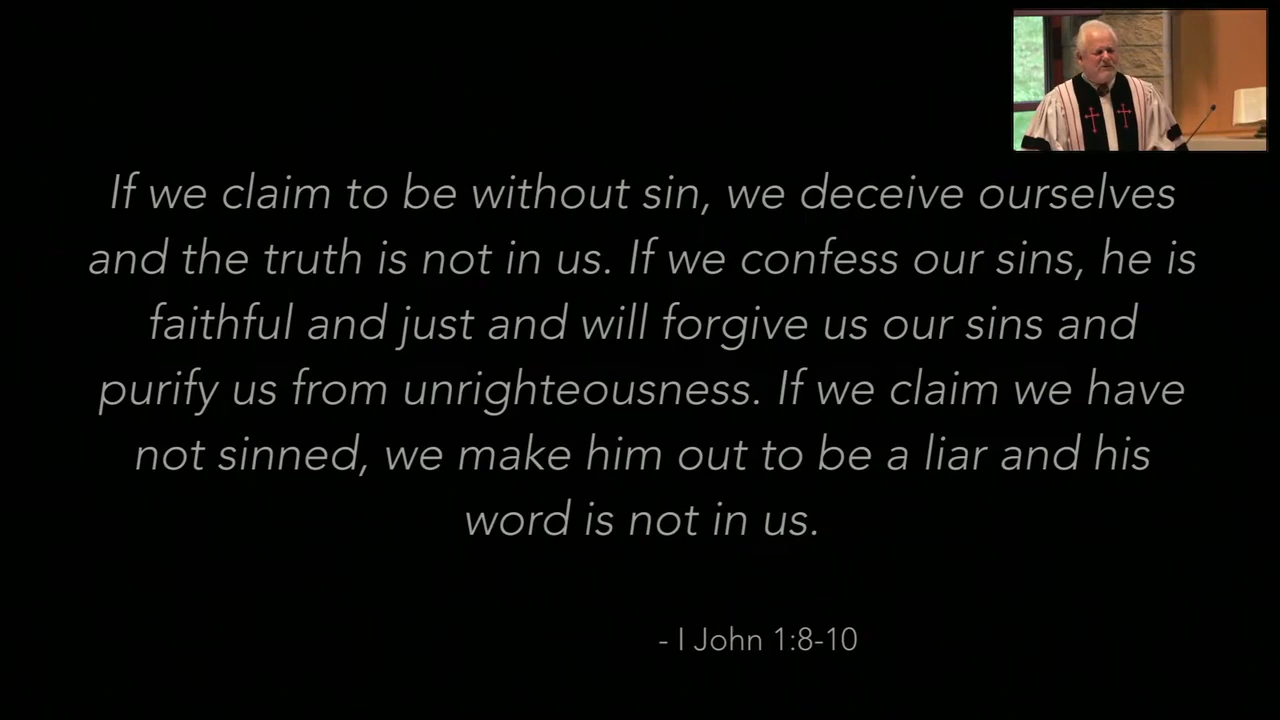 If we claim to be without sin, we deceive ourselves
and the truth is not in us. If we confess our sins, he is
faithful and just and will forgive us our sins and
purify us from unrighteousness. If we claim we have
not sinned, we make him out to be a liar and his
word is not in us.
- I John 1:8-10